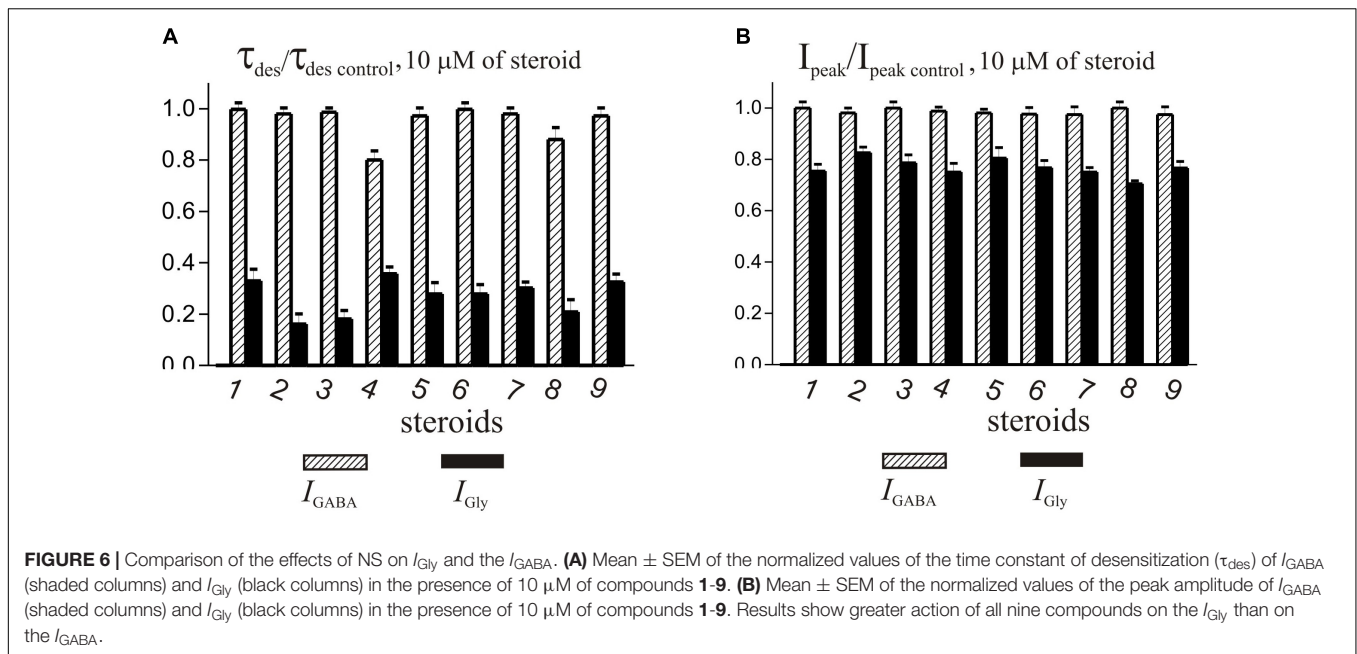 A
τdes/τdes control, 10 μM of steroid
1.0
0.8
0.6
0.4
0.2
0.0
1 2 3 4 5 6 7 8 9
steroids
IGABA IGly
B
Ipeak/Ipeak control, 10 μM of steroid
1.0
0.8
0.6
0.4
0.2
0.0
1 2 3 4 5 6 7 8 9
steroids
IGABA IGly
FIGURE 6 | Comparison of the effects of NS on IGly and the IGABA. (A) Mean ± SEM of the normalized values of the time constant of desensitization (τdes) of IGABA
(shaded columns) and IGly (black columns) in the presence of 10 μM of compounds 1-9. (B) Mean ± SEM of the normalized values of the peak amplitude of IGABA
(shaded columns) and IGly (black columns) in the presence of 10 μM of compounds 1-9. Results show greater action of all nine compounds on the IGly than on
the IGABA.